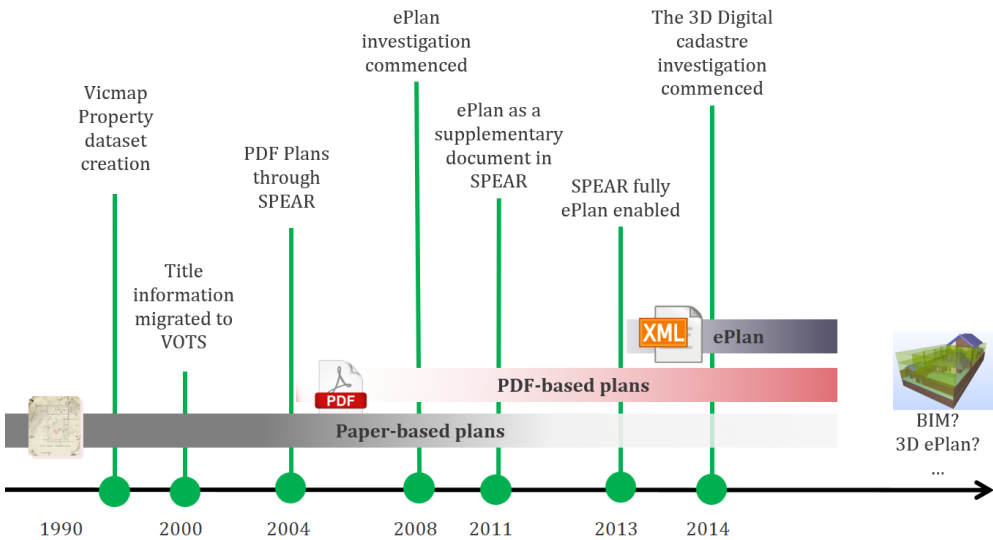 ePlan
investigation
commenced
The 3D Digital
cadastre
investigation
commenced
Vicmap
Property
dataset
creation
ePlan as a
supplementary
document in
SPEAR
PDF Plans
through
SPEAR
SPEAR fully
ePlan enabled
Title
information
migrated to
VOTS
XML
ePlan
PDF
PDF-based plans
Paper-based plans
BIM?
3D ePlan?
...
1990
2000
2004
2008
2011
2013
2014